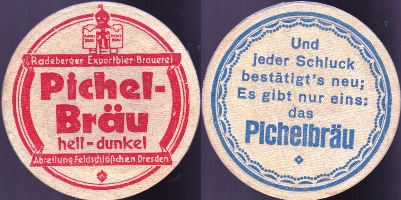 Radeberger Exportbier-Brauerei
Pichel-
Bräu
hell-dunkel
Abteilung Feldschlößchen Dresden
Und
jeder Schluck
bestätigt's neu;
Es gibt nur eins:
das
Pichelbräu